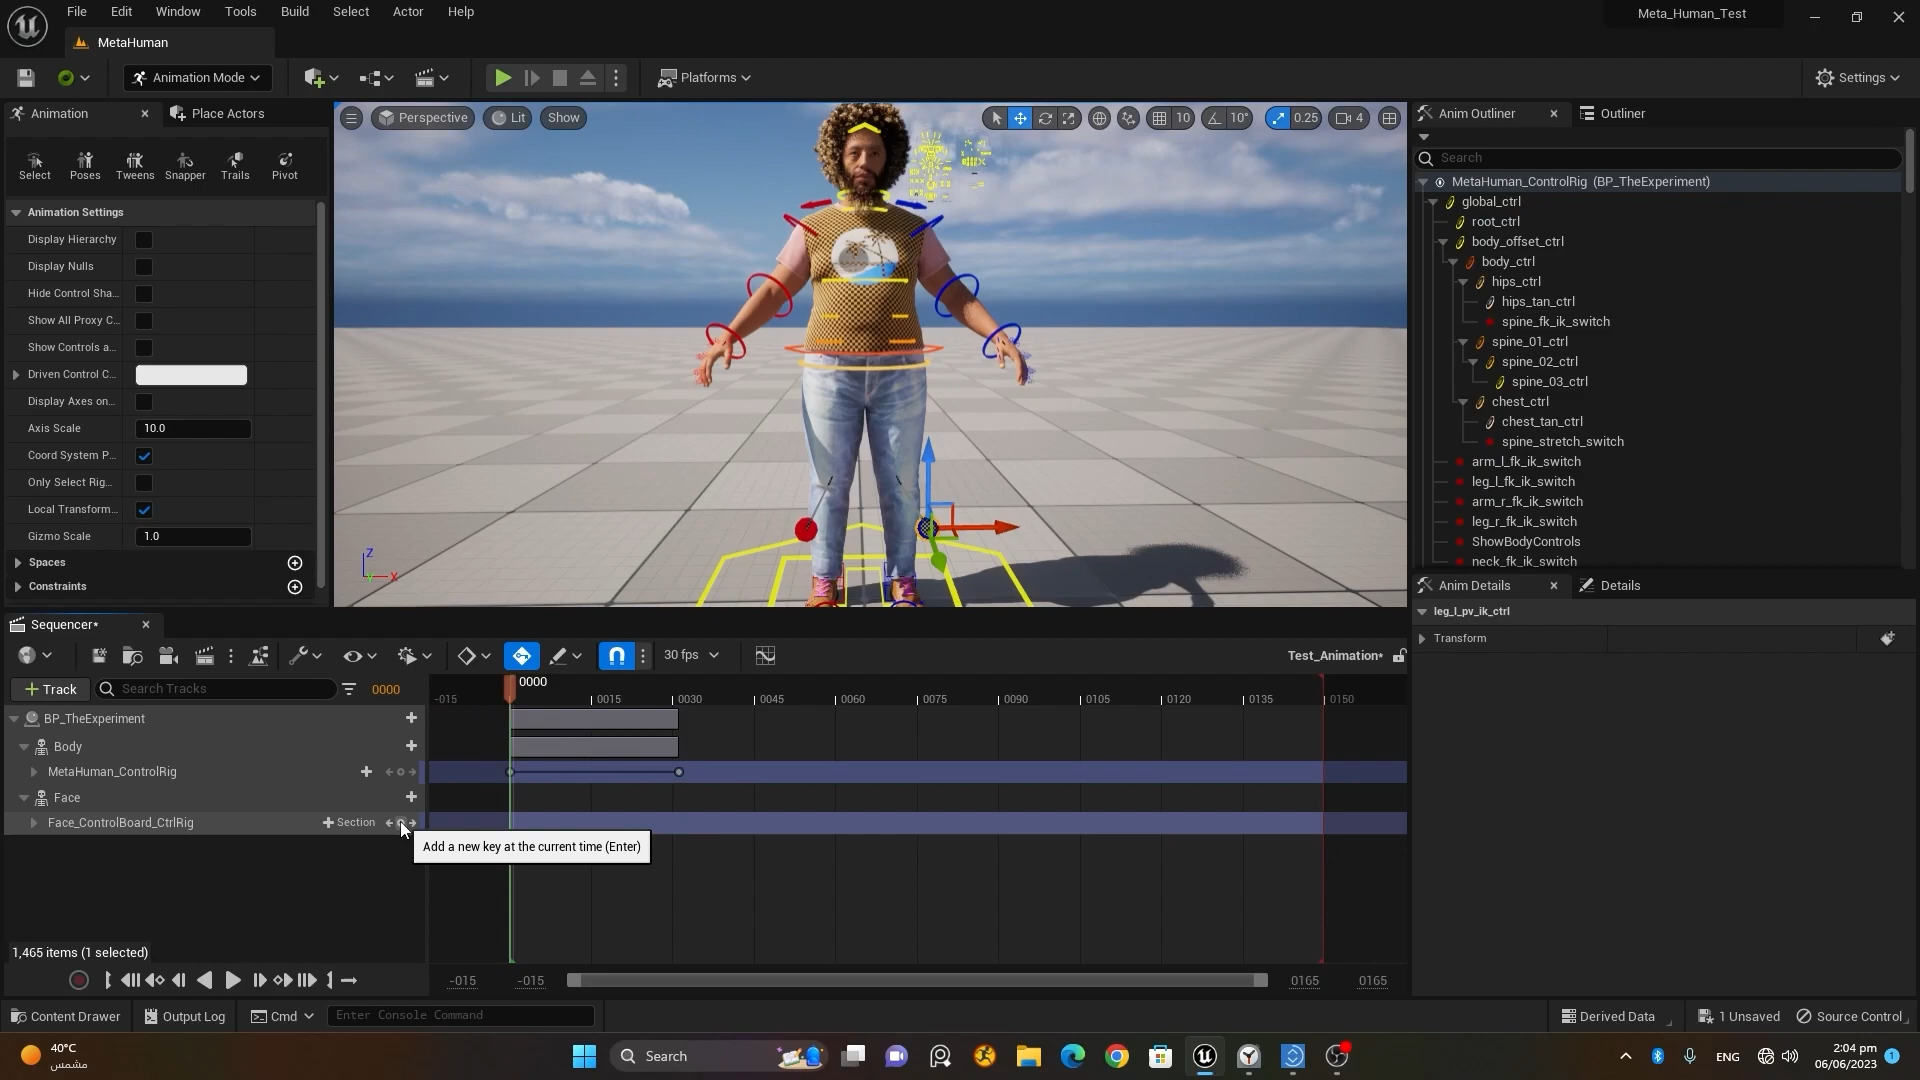 File Edit Window Tools Build Select Actor Help
Meta_Human_Test
MetaHuman
Animation Mode
Platforms
Settings
Animation
Place Actors
Select Poses Tweens Snapper Trails Pivot
Animation Settings
Display Hierarchy
Display Nulls
Hide Control Sha...
Show All Proxy C...
Show Controls a...
Driven Control C...
Display Axes on...
Axis Scale 10.0
Coord System P...
Only Select Rig...
Local Transform...
Gizmo Scale 1.0
Spaces
Constraints
Perspective Lit Show
10 10° 0.25 4
Z
Y X
Anim Outliner
Outliner
Search
MetaHuman_ControlRig (BP_TheExperiment)
global_ctrl
root_ctrl
body_offset_ctrl
body_ctrl
hips_ctrl
hips_tan_ctrl
spine_fk_ik_switch
spine_01_ctrl
spine_02_ctrl
spine_03_ctrl
chest_ctrl
chest_tan_ctrl
spine_stretch_switch
arm_l_fk_ik_switch
leg_l_fk_ik_switch
arm_r_fk_ik_switch
leg_r_fk_ik_switch
ShowBodyControls
neck_fk_ik_switch
Anim Details
Details
leg_l_pv_ik_ctrl
Transform
Sequencer*
30 fps
Test_Animation*
Track
Search Tracks
0000
0000
-015 0015 0030 0045 0060 0075 0090 0105 0120 0135 0150
BP_TheExperiment
Body
MetaHuman_ControlRig
Face
Face_ControlBoard_CtrlRig
Section
Add a new key at the current time (Enter)
1,465 items (1 selected)
-015 -015 0165 0165
Content Drawer
Output Log
Cmd
Enter Console Command
Derived Data
1 Unsaved
Source Control
40°C
مشمس
Search
ENG
2:04 pm
06/06/2023
1